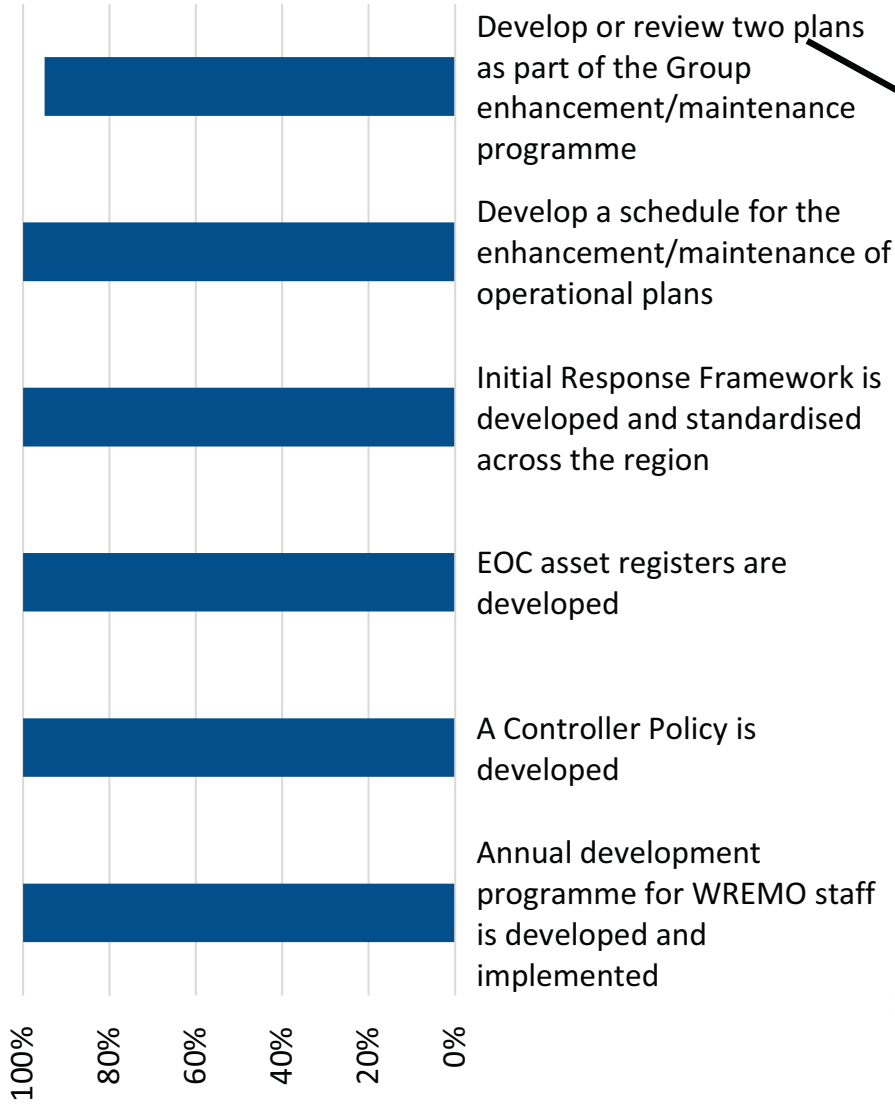 Develop or review two plans
as part of the Group
enhancement/maintenance
programme
Develop a schedule for the
enhancement/maintenance of
operational plans
Initial Response Framework is
developed and standardised
across the region
EOC asset registers are
developed
A Controller Policy is
developed
Annual development
programme for WREMO staff
is developed and
implemented
100%
80%
60%
40%
20%
0%